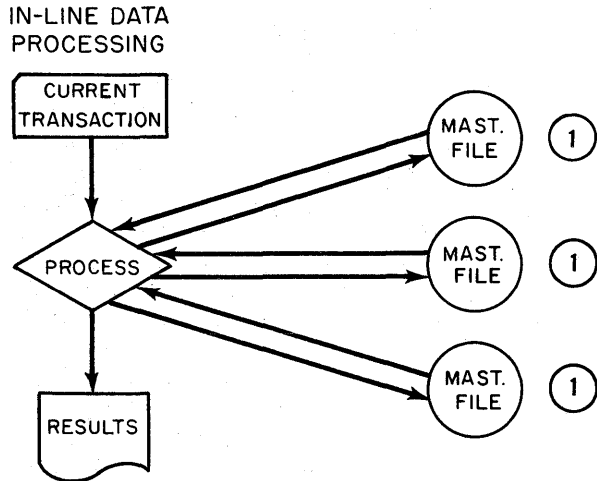 IN-LINE DATA
PROCESSING
CURRENT
TRANSACTION
MAST.
FILE
1
PROCESS
MAST.
FILE
1
MAST.
FILE
1
RESULTS